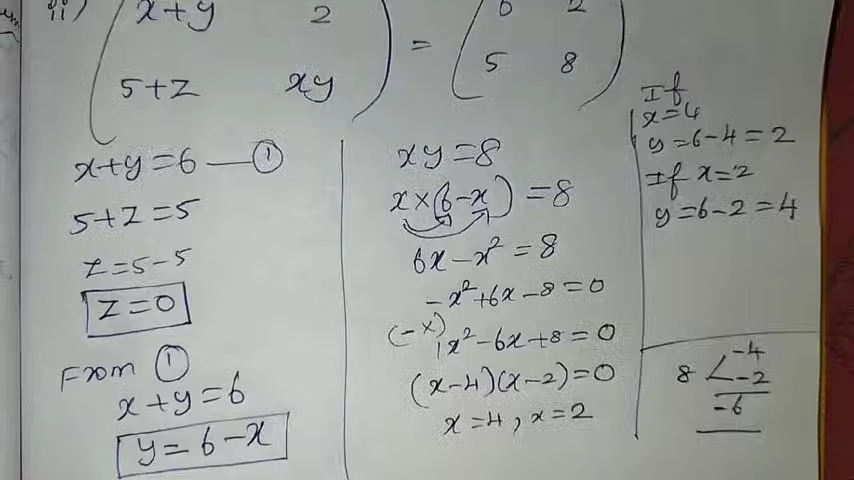 ii) ( x+y 2 ) = ( 6 2 )
( 5+z xy ) ( 5 8 )
x+y=6 — ①
5+z=5
z=5-5
z=0
From ①
x+y=6
y=6-x
xy=8
x×(6-x)=8
6x-x²=8
-x²+6x-8=0
(-x) 1x²-6x+8=0
(x-4)(x-2)=0
x=4, x=2
If
x=4
y=6-4=2
If x=2
y=6-2=4
8 < -4
-2
-6